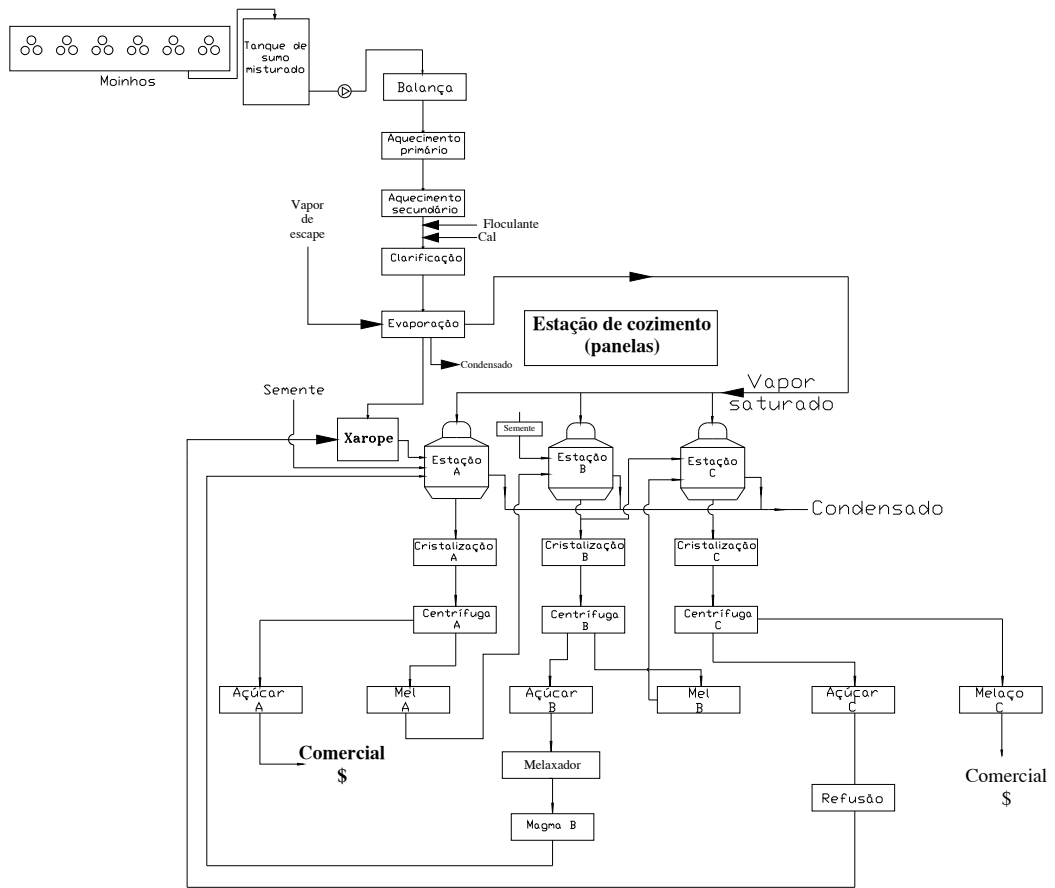 Moinhos
Tanque de
sumo
misturado
Balança
Aquecimento
primário
Aquecimento
secundário
Vapor
de
escape
Floculante
Cal
Clarificação
Evaporação
Estação de cozimento
(panelas)
Condensado
Semente
Vapor
saturado
Xarope
Semente
Estação
A
Estação
B
Estação
C
Condensado
Cristalização
A
Cristalização
B
Cristalização
C
Centrífuga
A
Centrífuga
B
Centrífuga
C
Açúcar
A
Mel
A
Açúcar
B
Mel
B
Açúcar
C
Melaço
C
Comercial
$
Melaxador
Comercial
$
Refusão
Magma B